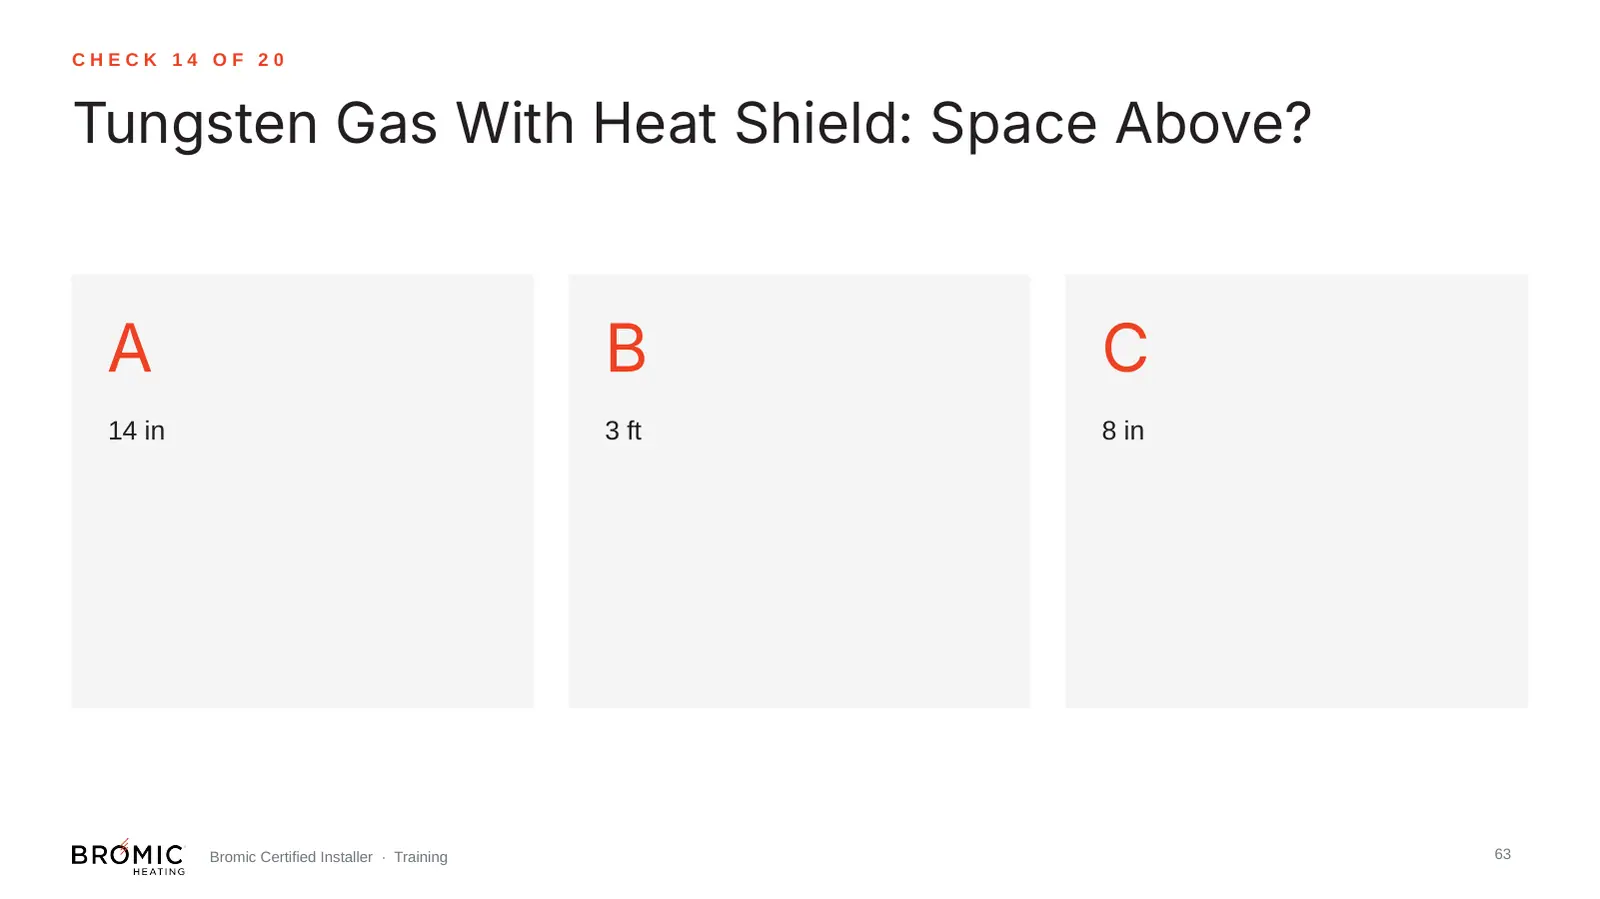 CHECK 14 OF 20
Tungsten Gas With Heat Shield: Space Above?
A
14 in
B
3 ft
C
8 in
BROMIC
HEATING
Bromic Certified Installer · Training
63